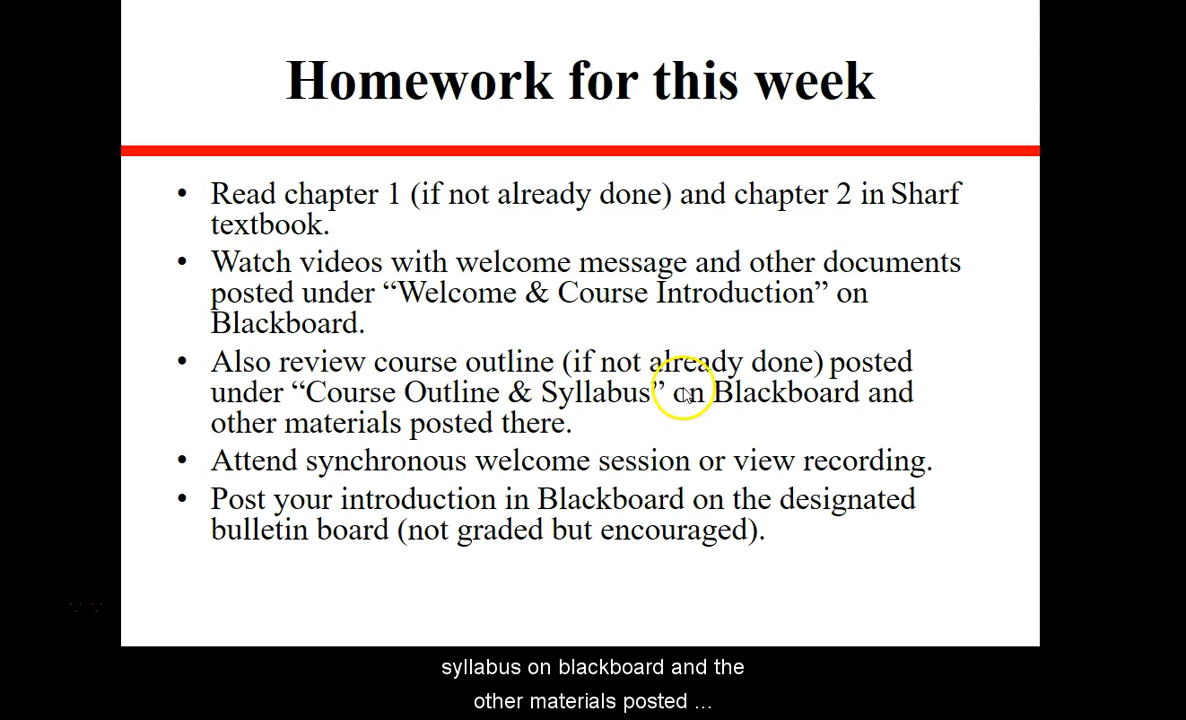 Homework for this week
• Read chapter 1 (if not already done) and chapter 2 in Sharf
textbook.
• Watch videos with welcome message and other documents
posted under “Welcome & Course Introduction” on
Blackboard.
• Also review course outline (if not already done) posted
under “Course Outline & Syllabus” on Blackboard and
other materials posted there.
• Attend synchronous welcome session or view recording.
• Post your introduction in Blackboard on the designated
bulletin board (not graded but encouraged).
syllabus on blackboard and the
other materials posted ...